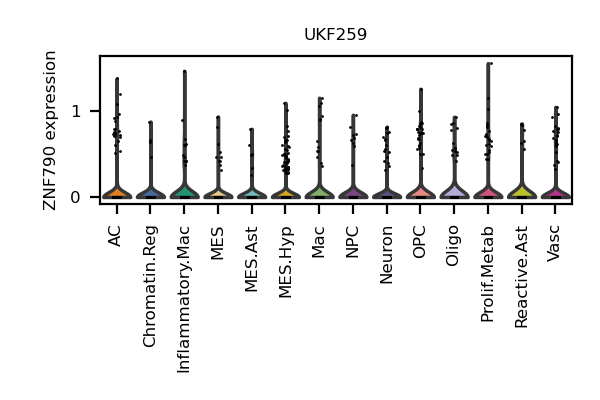 UKF259
ZNF790 expression
1
0
AC
Chromatin.Reg
Inflammatory.Mac
MES
MES.Ast
MES.Hyp
Mac
NPC
Neuron
OPC
Oligo
Prolif.Metab
Reactive.Ast
Vasc